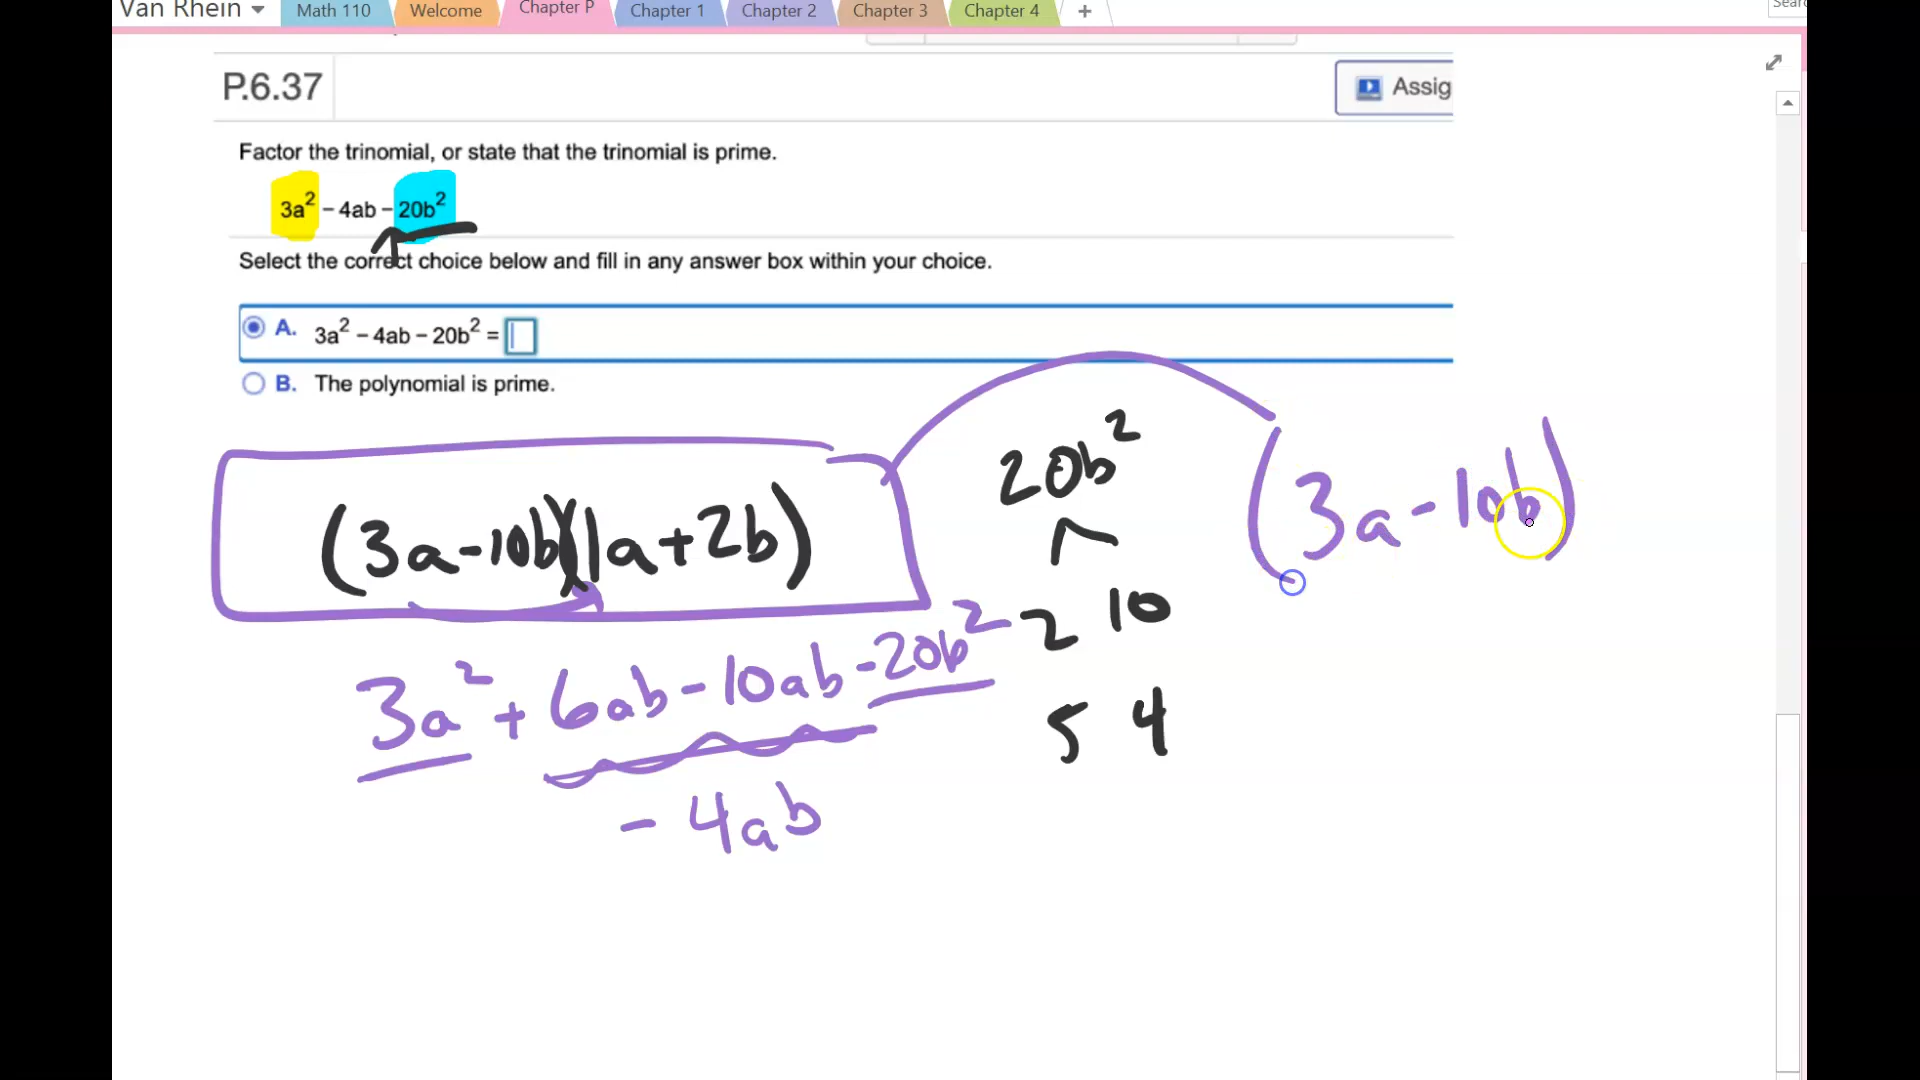 Van Rhein Math 110 Welcome Chapter P Chapter 1 Chapter 2 Chapter 3 Chapter 4 +
Sear
P.6.37
Assig
Factor the trinomial, or state that the trinomial is prime.
3a² − 4ab − 20b²
Select the correct choice below and fill in any answer box within your choice.
A. 3a² − 4ab − 20b² =
B. The polynomial is prime.
(3a-10b)(1a+2b)
20b²
2 10
5 4
(3a-10b)
3a² + 6ab - 10ab - 20b²
- 4ab